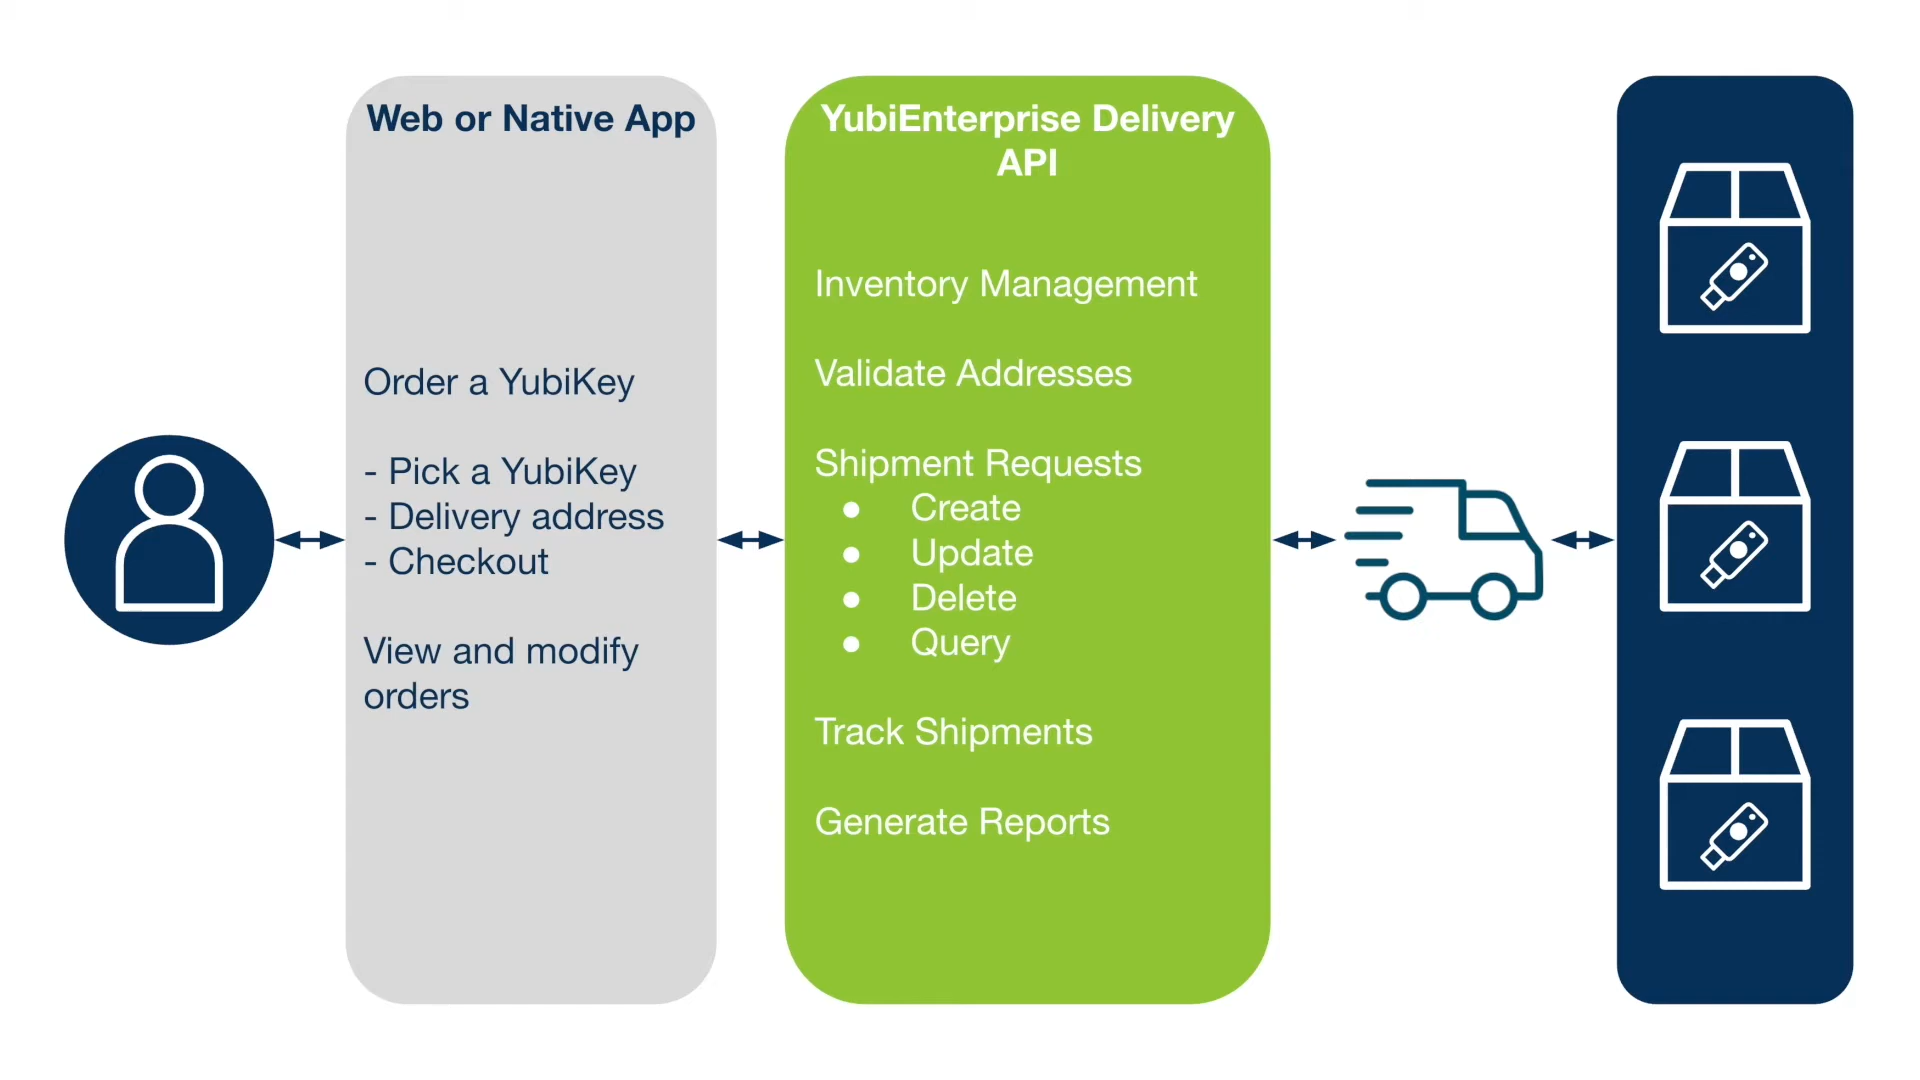 Web or Native App
Order a YubiKey
- Pick a YubiKey
- Delivery address
- Checkout
View and modify
orders
YubiEnterprise Delivery
API
Inventory Management
Validate Addresses
Shipment Requests
● Create
● Update
● Delete
● Query
Track Shipments
Generate Reports